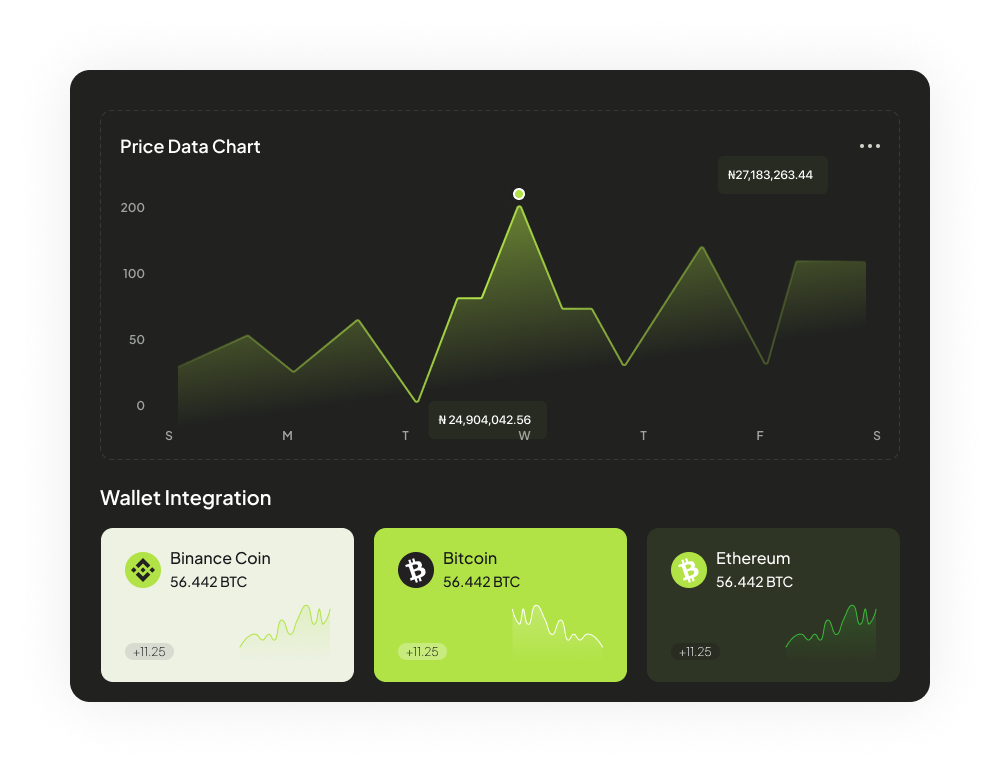 Price Data Chart
₦27,183,263.44
200
100
50
0
₦ 24,904,042.56
S M T W T F S
Wallet Integration
Binance Coin
56.442 BTC
+11.25
Bitcoin
56.442 BTC
+11.25
Ethereum
56.442 BTC
+11.25